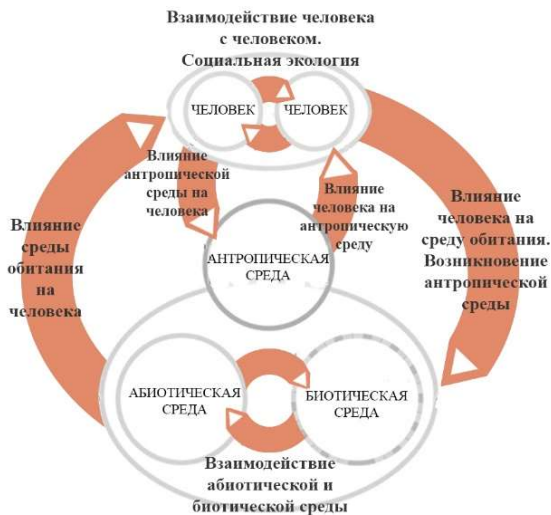 Взаимодействие человека
с человеком.
Социальная экология
ЧЕЛОВЕК
ЧЕЛОВЕК
Влияние
антропической
среды на
человека
Влияние
человека на
антропическую
среду
Влияние
среды
обитания
на
человека
Влияние
человека на
среду обитания.
Возникновение
антропической
среды
АНТРОПИЧЕСКАЯ
СРЕДА
АБИОТИЧЕСКАЯ
СРЕДА
БИОТИЧЕСКАЯ
СРЕДА
Взаимодействие
абиотической и
биотической среды